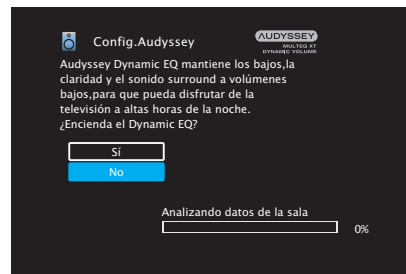 Config.Audyssey
AUDYSSEY
MULTEQ XT
DYNAMIC VOLUME
Audyssey Dynamic EQ mantiene los bajos,la
claridad y el sonido surround a volúmenes
bajos,para que pueda disfrutar de la
televisión a altas horas de la noche.
¿Encienda el Dynamic EQ?
Sí
No
Analizando datos de la sala
0%